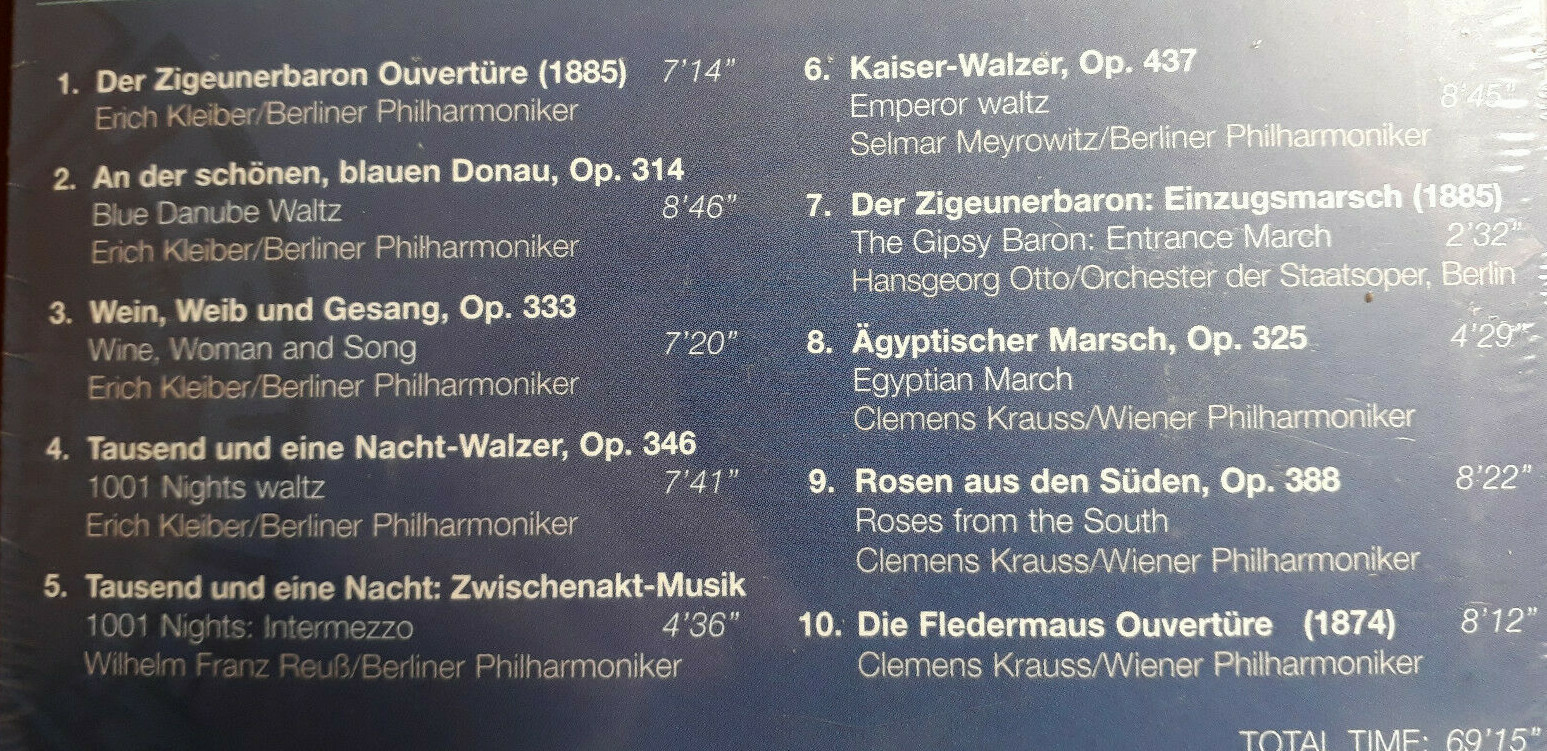 1. Der Zigeunerbaron Ouvertüre (1885) 7'14"
Erich Kleiber/Berliner Philharmoniker
2. An der schönen, blauen Donau, Op. 314
Blue Danube Waltz 8'46"
Erich Kleiber/Berliner Philharmoniker
3. Wein, Weib und Gesang, Op. 333
Wine, Woman and Song 7'20"
Erich Kleiber/Berliner Philharmoniker
4. Tausend und eine Nacht-Walzer, Op. 346
1001 Nights waltz 7'41"
Erich Kleiber/Berliner Philharmoniker
5. Tausend und eine Nacht: Zwischenakt-Musik
1001 Nights: Intermezzo 4'36"
Wilhelm Franz Reuß/Berliner Philharmoniker
6. Kaiser-Walzer, Op. 437
Emperor waltz 8'45"
Selmar Meyrowitz/Berliner Philharmoniker
7. Der Zigeunerbaron: Einzugsmarsch (1885)
The Gipsy Baron: Entrance March 2'32"
Hansgeorg Otto/Orchester der Staatsoper, Berlin
8. Ägyptischer Marsch, Op. 325 4'29"
Egyptian March
Clemens Krauss/Wiener Philharmoniker
9. Rosen aus den Süden, Op. 388 8'22"
Roses from the South
Clemens Krauss/Wiener Philharmoniker
10. Die Fledermaus Ouvertüre (1874) 8'12"
Clemens Krauss/Wiener Philharmoniker
TOTAL TIME: 69'15"